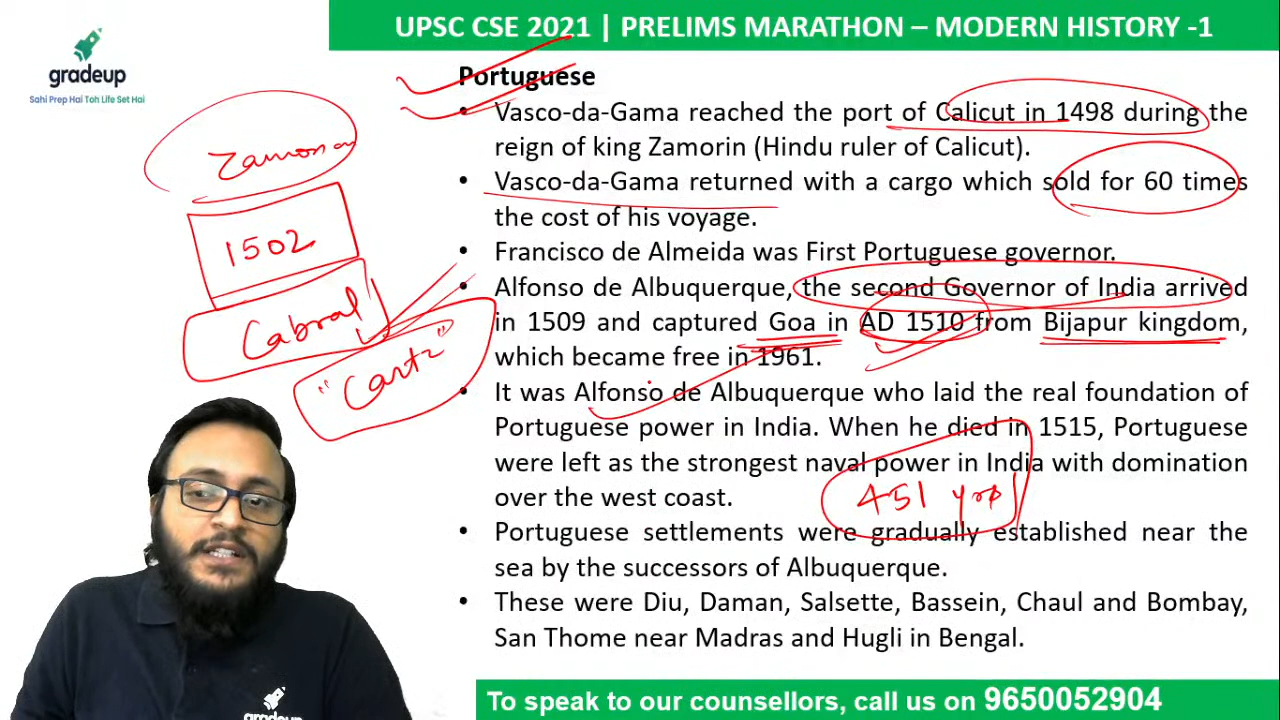 UPSC CSE 2021 | PRELIMS MARATHON – MODERN HISTORY -1
gradeup
Sahi Prep Hai Toh Life Set Hai
Portuguese
• Vasco-da-Gama reached the port of Calicut in 1498 during the
reign of king Zamorin (Hindu ruler of Calicut).
• Vasco-da-Gama returned with a cargo which sold for 60 times
the cost of his voyage.
• Francisco de Almeida was First Portuguese governor.
• Alfonso de Albuquerque, the second Governor of India arrived
in 1509 and captured Goa in AD 1510 from Bijapur kingdom,
which became free in 1961.
• It was Alfonso de Albuquerque who laid the real foundation of
Portuguese power in India. When he died in 1515, Portuguese
were left as the strongest naval power in India with domination
over the west coast.
• Portuguese settlements were gradually established near the
sea by the successors of Albuquerque.
• These were Diu, Daman, Salsette, Bassein, Chaul and Bombay,
San Thome near Madras and Hugli in Bengal.
1502
Cabral
"Cartz"
451 yrs
gradeup
To speak to our counsellors, call us on 9650052904